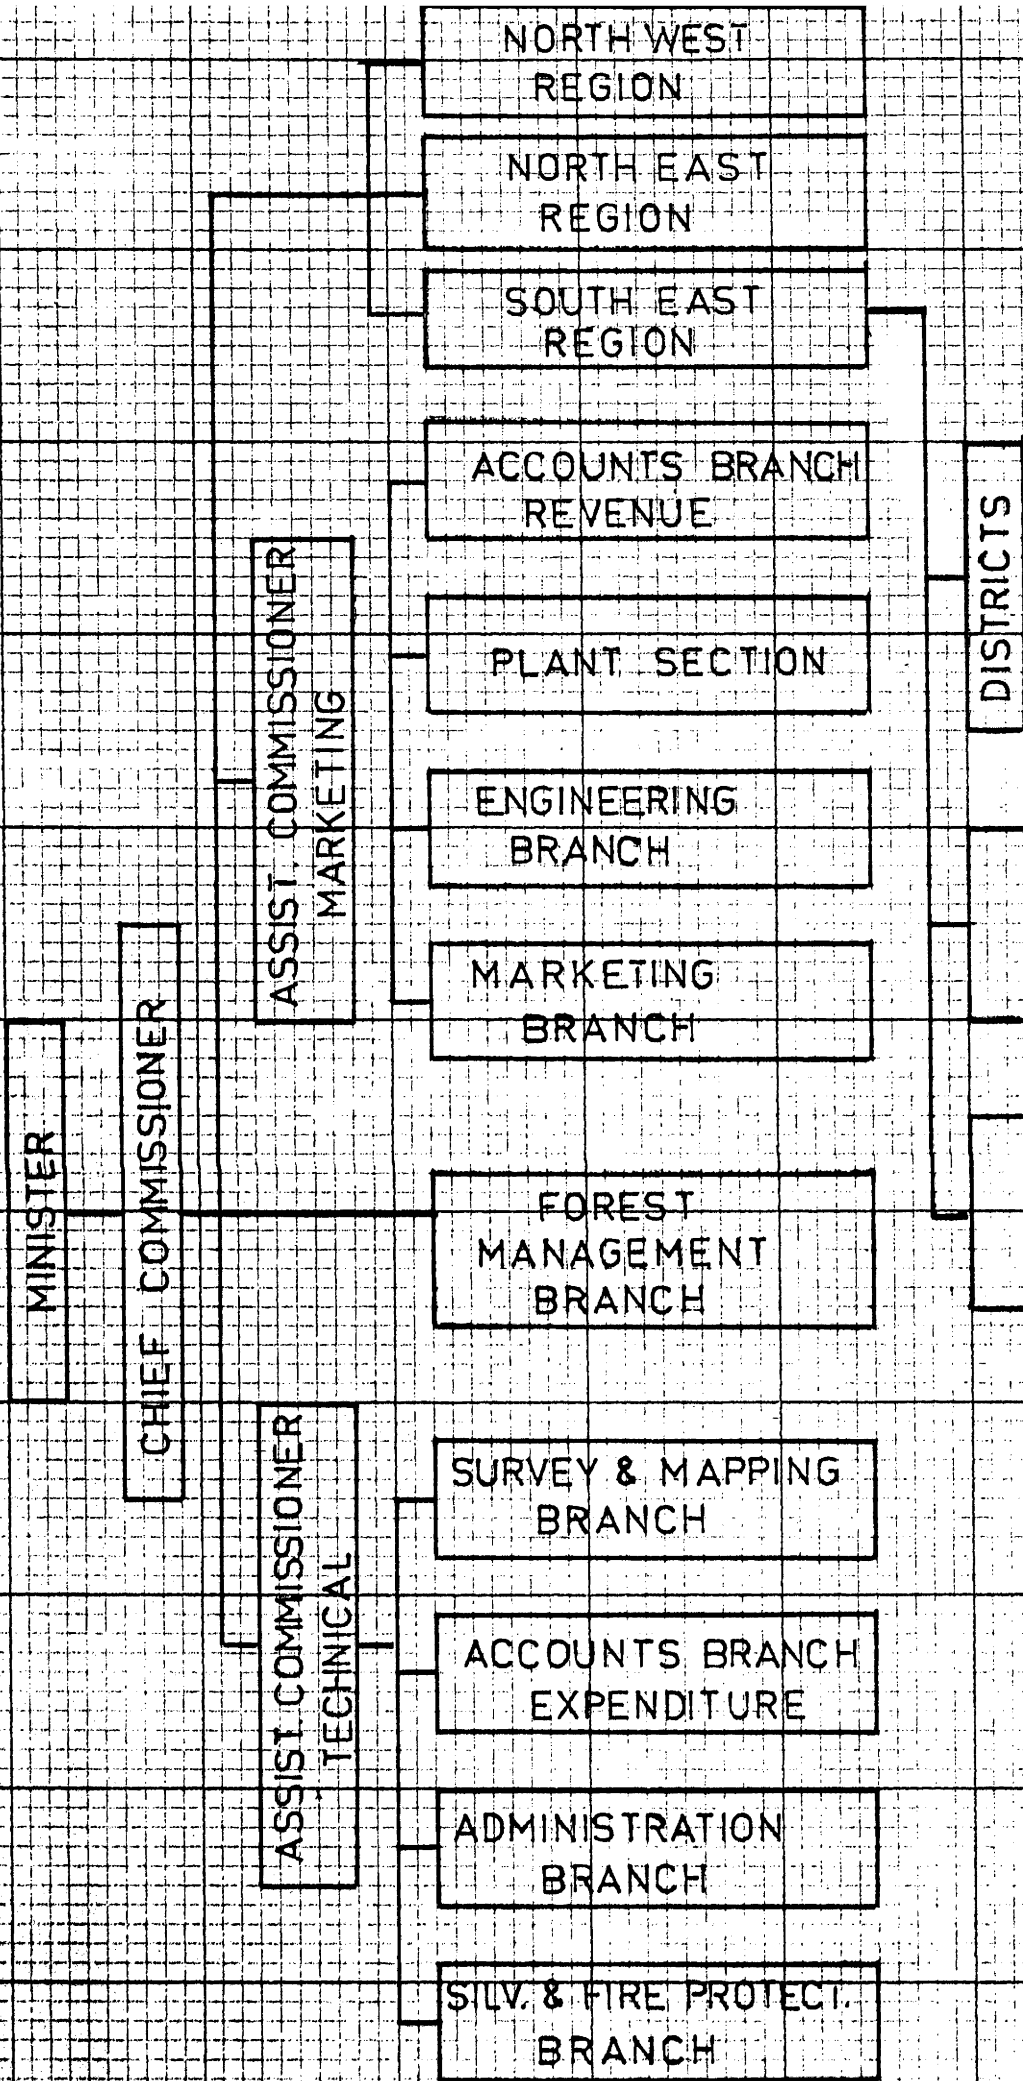 NORTH WEST
REGION
NORTH EAST
REGION
SOUTH EAST
REGION
ACCOUNTS BRANCH
REVENUE
PLANT SECTION
ENGINEERING
BRANCH
MARKETING
BRANCH
FOREST
MANAGEMENT
BRANCH
SURVEY & MAPPING
BRANCH
ACCOUNTS BRANCH
EXPENDITURE
ADMINISTRATION
BRANCH
SILV. & FIRE PROTECT.
BRANCH
MINISTER
CHIEF COMMISSIONER
ASSIST. COMMISSIONER
MARKETING
ASSIST. COMMISSIONER
TECHNICAL
DISTRICTS